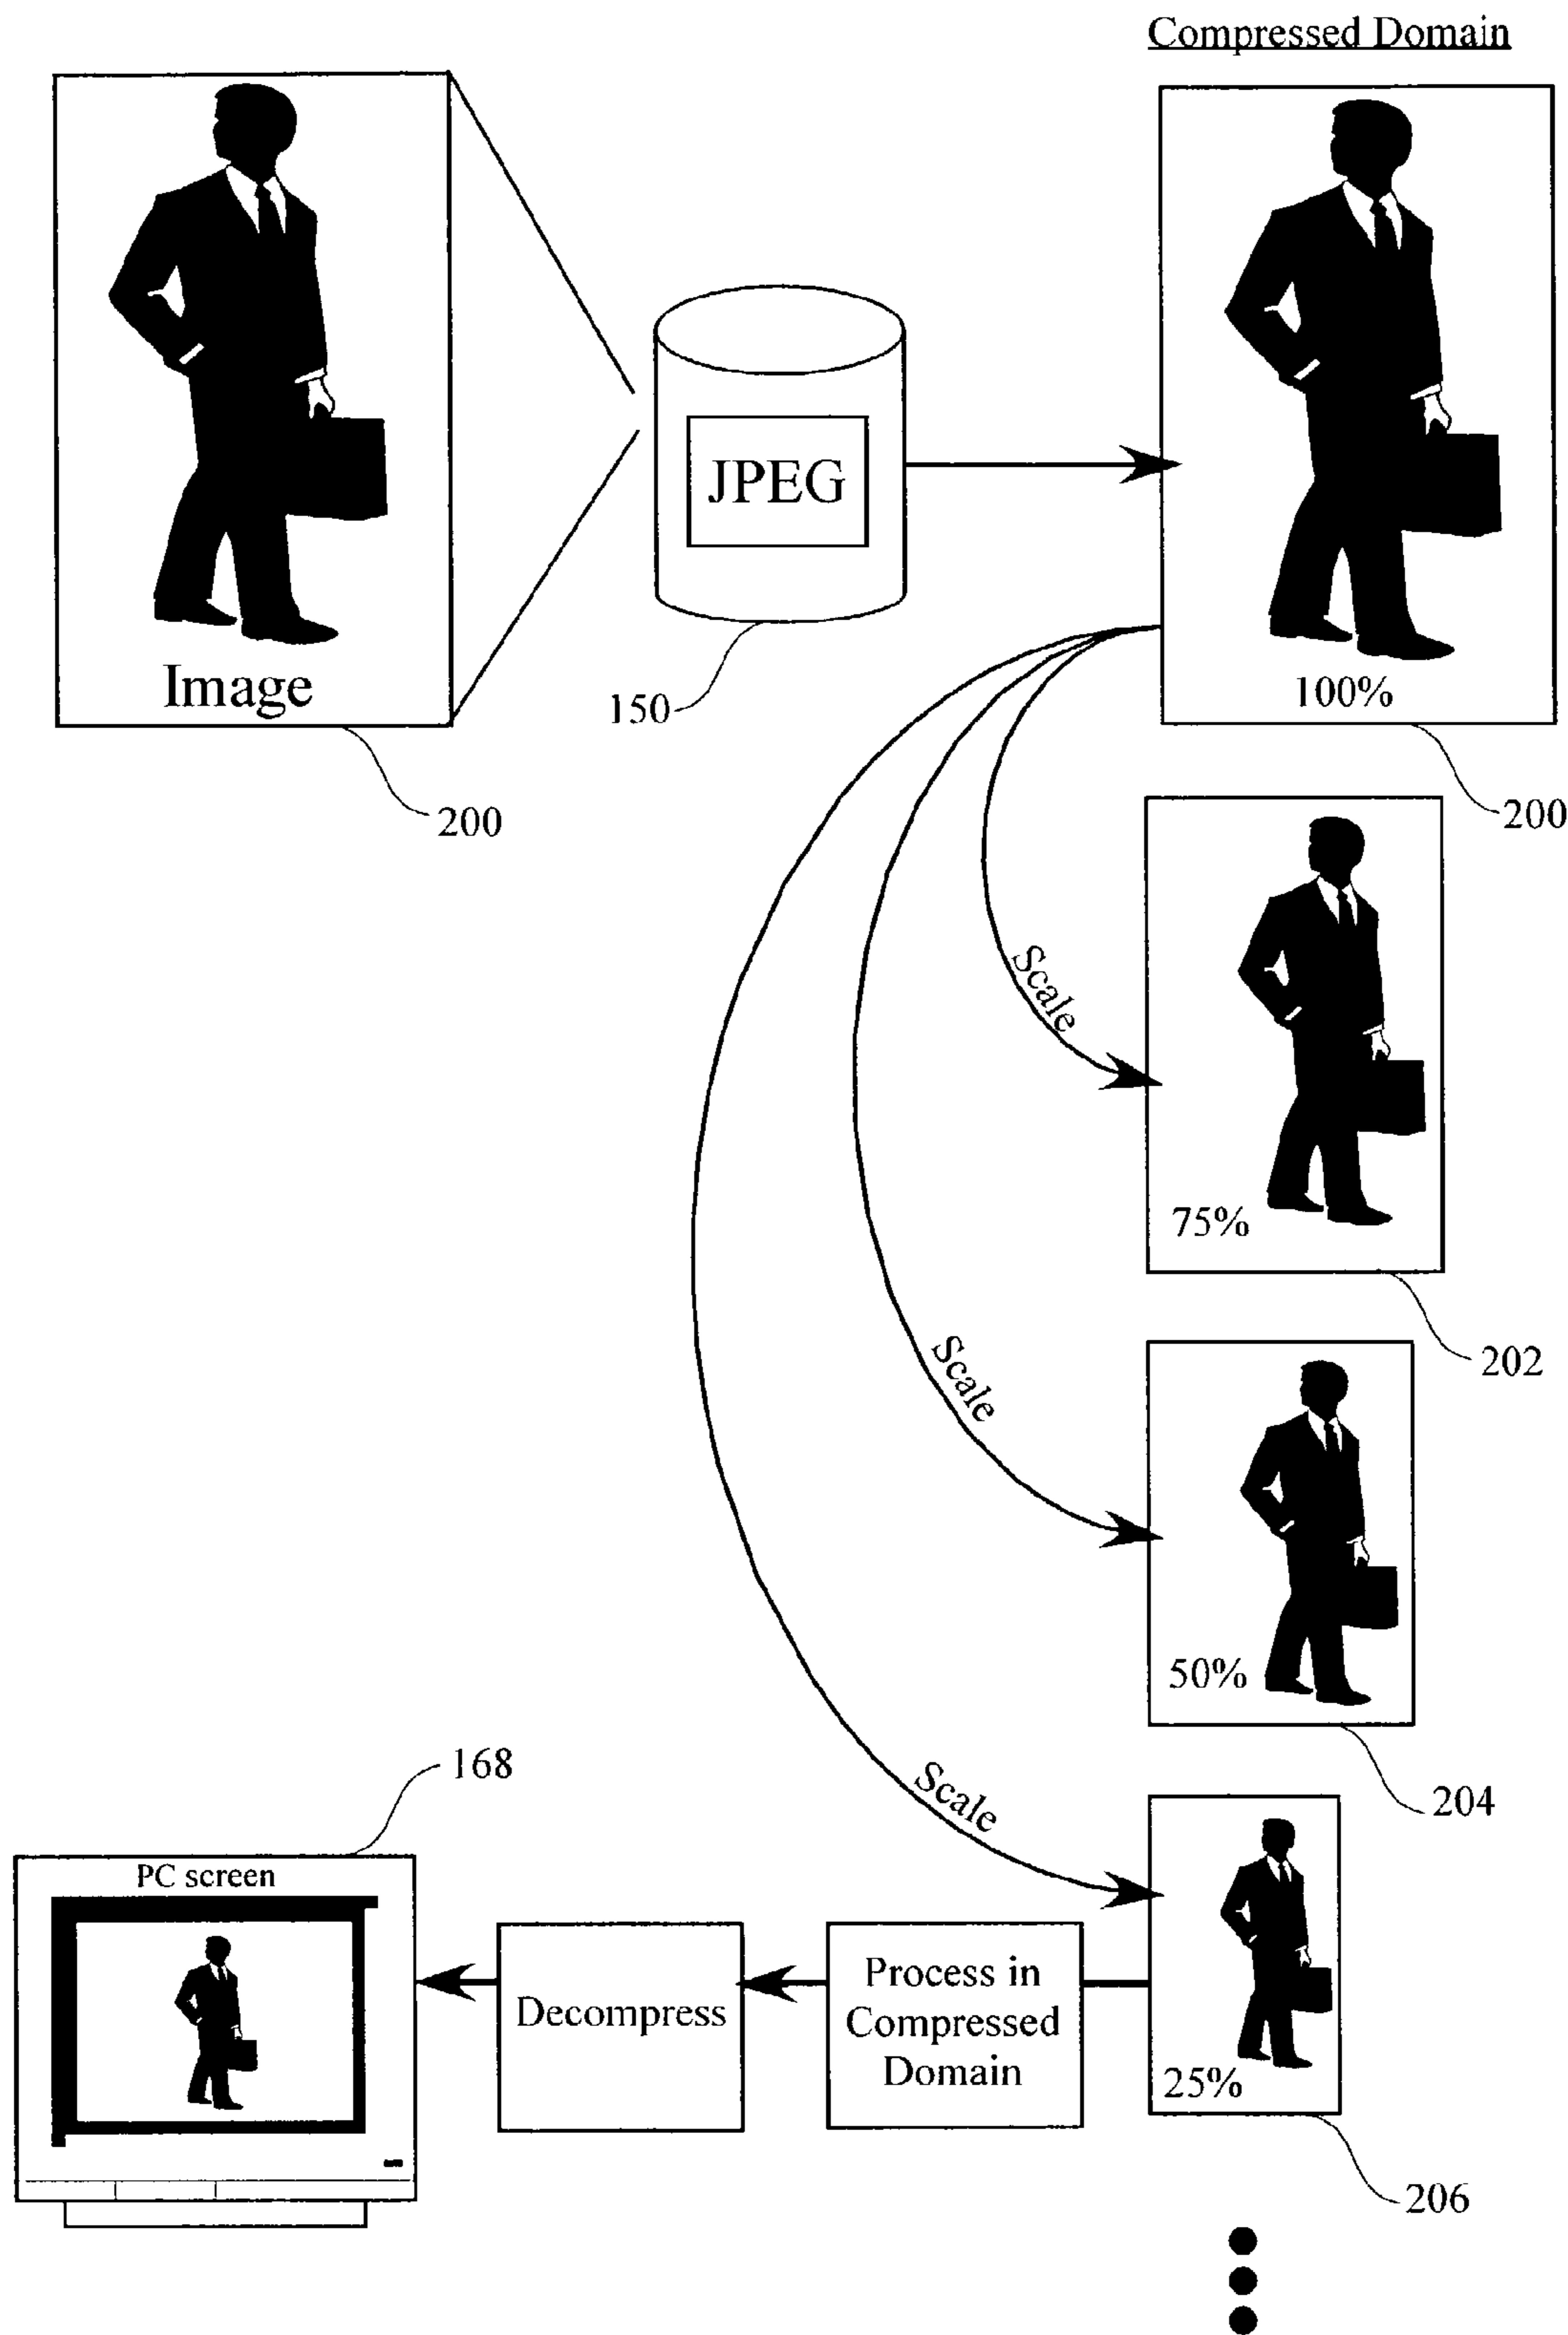 Compressed Domain
Image
JPEG
100%
150
200
200
Scale
75%
202
Scale
50%
204
Scale
168
PC screen
Decompress
Process in
Compressed
Domain
25%
206